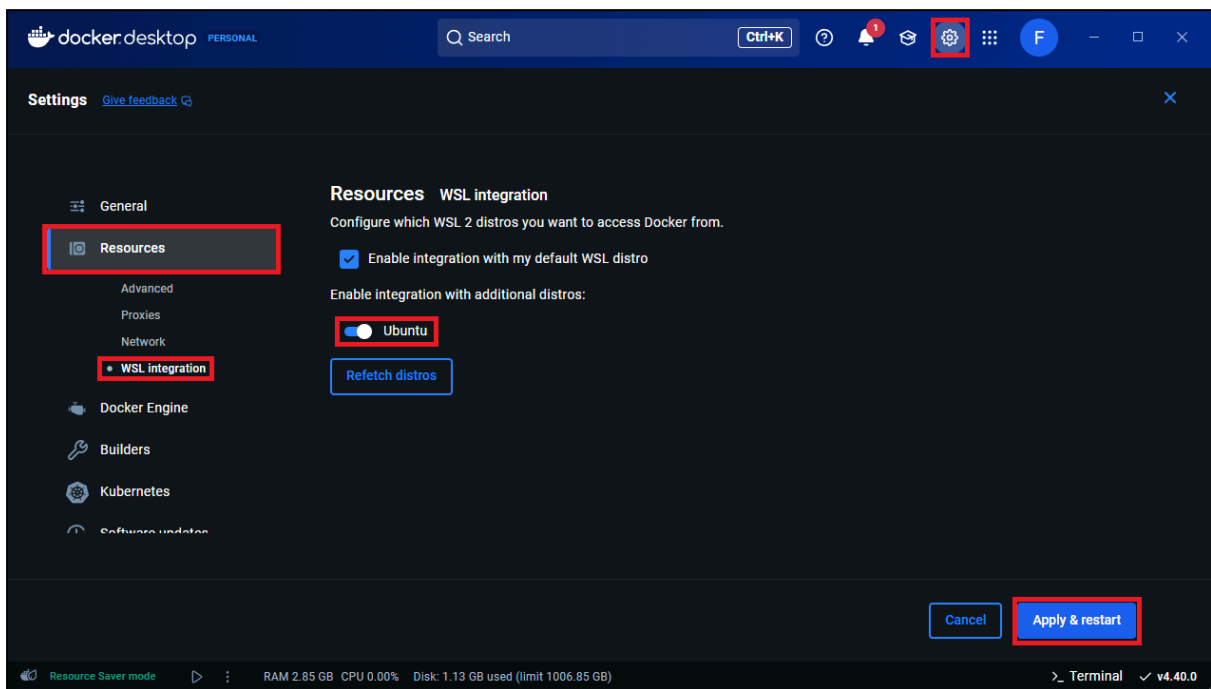 docker desktop PERSONAL
Search
Ctrl+K
1
F
Settings
Give feedback
General
Resources
Advanced
Proxies
Network
WSL integration
Docker Engine
Builders
Kubernetes
Software updates
Resources WSL integration
Configure which WSL 2 distros you want to access Docker from.
Enable integration with my default WSL distro
Enable integration with additional distros:
Ubuntu
Refetch distros
Cancel
Apply & restart
Resource Saver mode
RAM 2.85 GB CPU 0.00% Disk: 1.13 GB used (limit 1006.85 GB)
>_ Terminal
v4.40.0